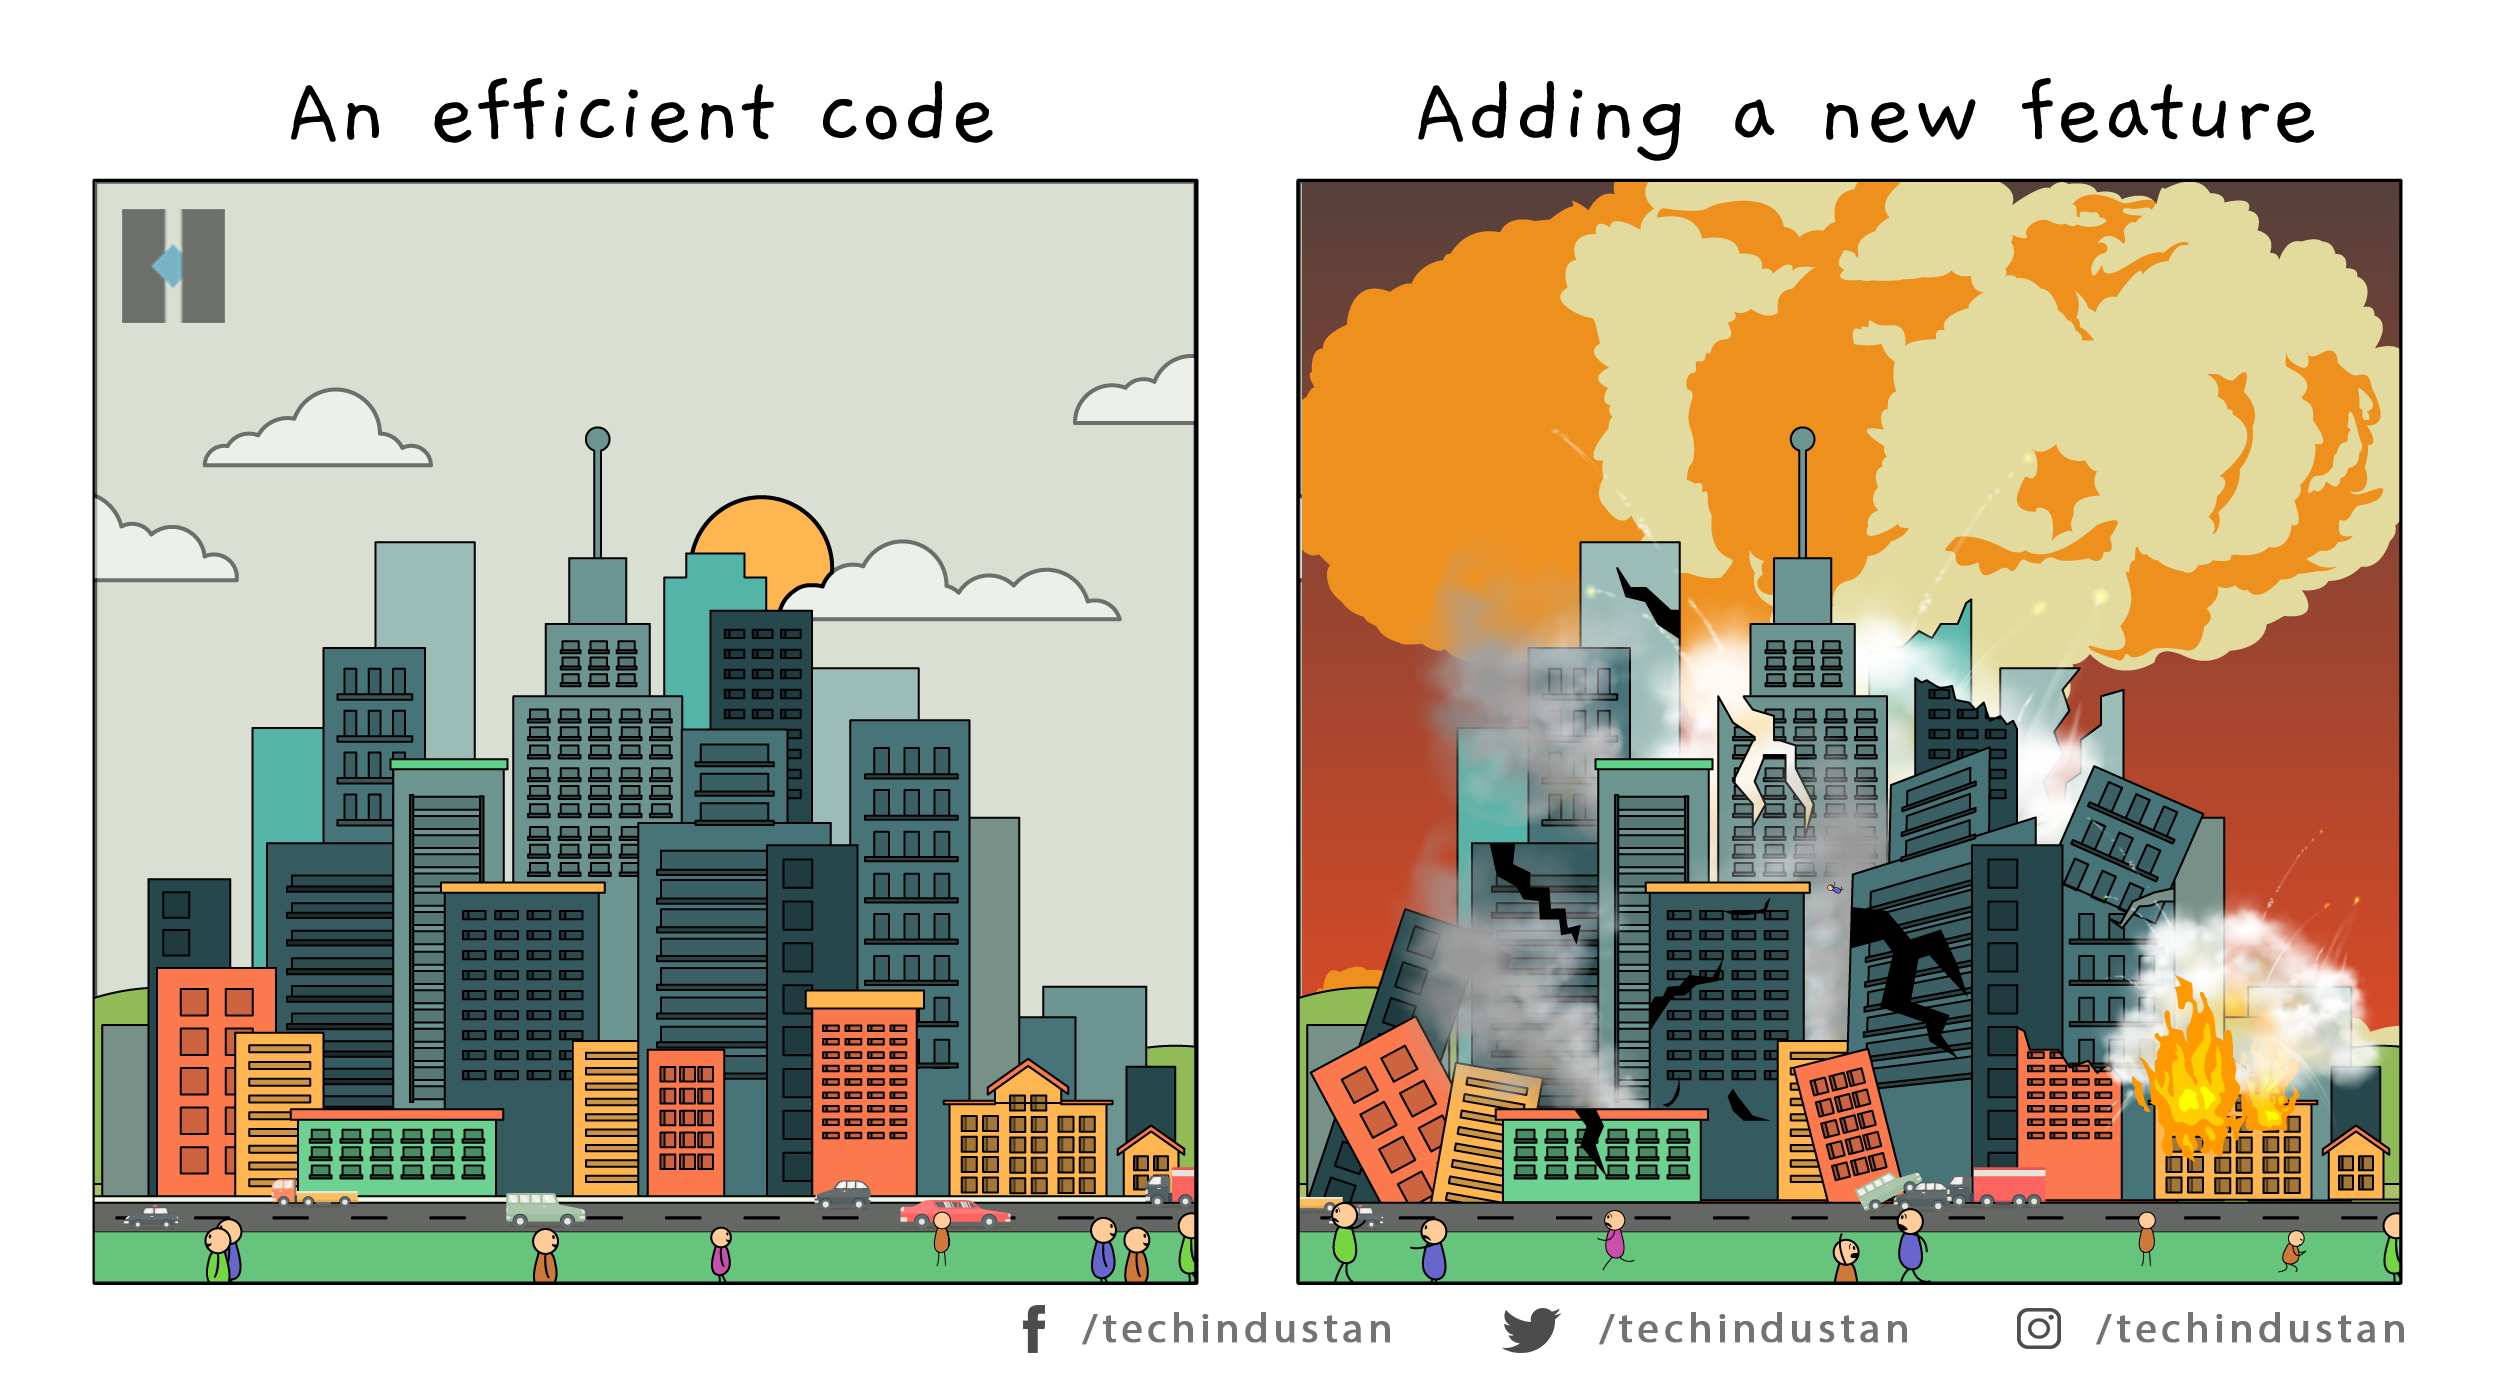 An efficient code
Adding a new feature
/techindustan
/techindustan
/techindustan